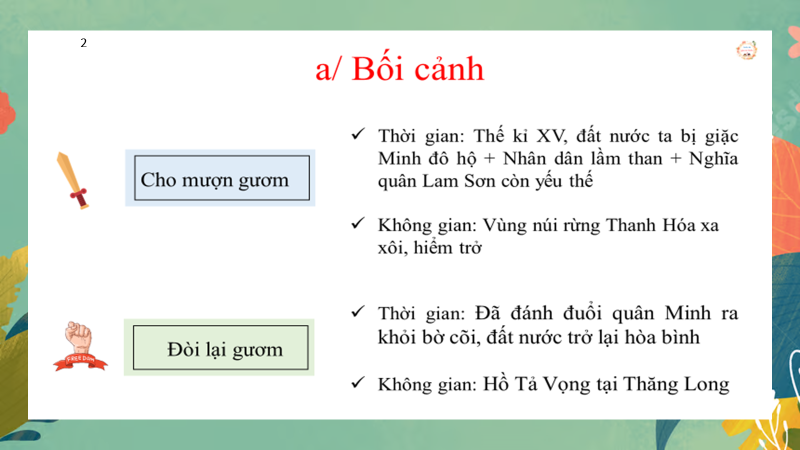 2
a/ Bối cảnh
Cho mượn gươm
✓ Thời gian: Thế kỉ XV, đất nước ta bị giặc
Minh đô hộ + Nhân dân lầm than + Nghĩa
quân Lam Sơn còn yếu thế
✓ Không gian: Vùng núi rừng Thanh Hóa xa
xôi, hiểm trở
Đòi lại gươm
✓ Thời gian: Đã đánh đuổi quân Minh ra
khỏi bờ cõi, đất nước trở lại hòa bình
✓ Không gian: Hồ Tả Vọng tại Thăng Long
FREEDOM